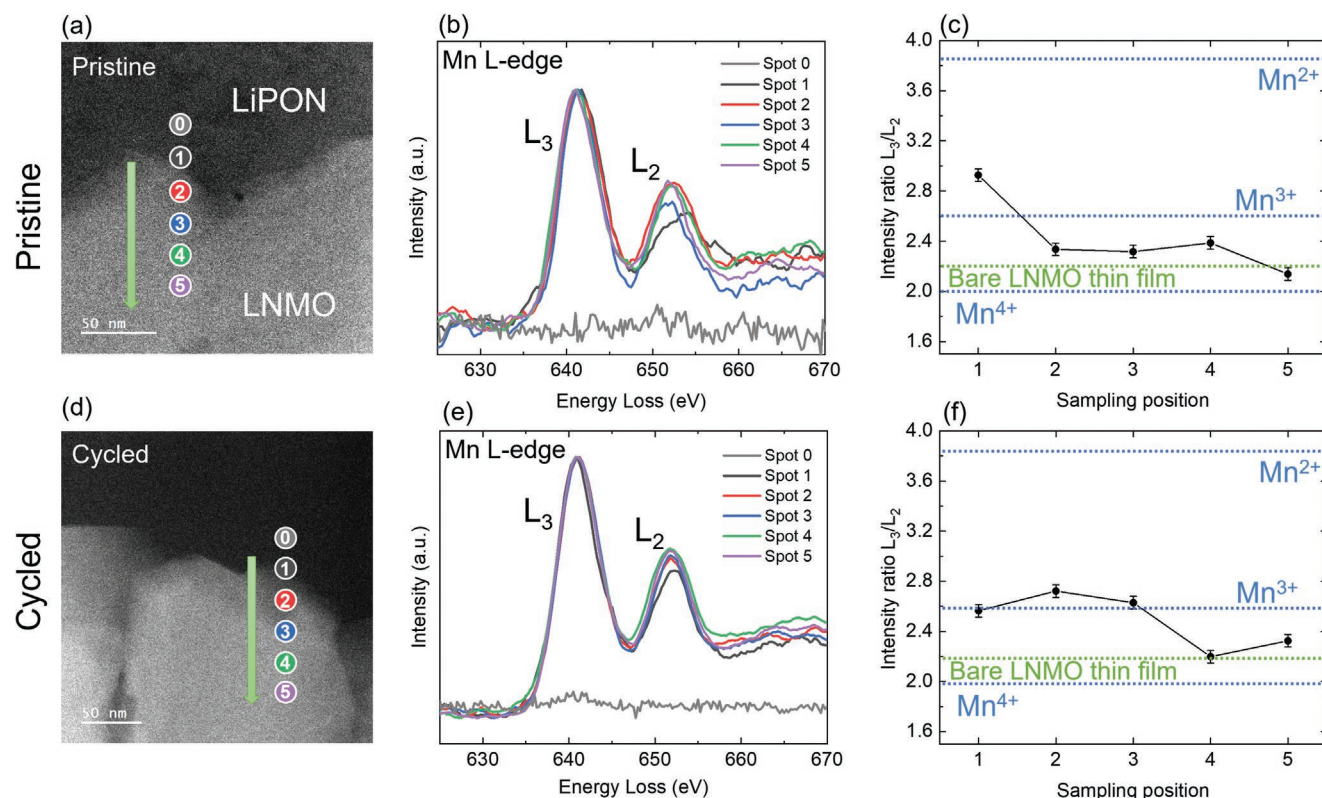 (a)
Pristine
Pristine
LiPON
0
1
2
3
4
5
LNMO
50 nm
(b)
Mn L-edge
L3
L2
Spot 0
Spot 1
Spot 2
Spot 3
Spot 4
Spot 5
Intensity (a.u.)
630 640 650 660 670
Energy Loss (eV)
(c)
4.0
3.6
3.2
2.8
2.4
2.0
1.6
Intensity ratio L3/L2
Mn2+
Mn3+
Bare LNMO thin film
Mn4+
1 2 3 4 5
Sampling position
(d)
Cycled
Cycled
0
1
2
3
4
5
50 nm
(e)
Mn L-edge
L3
L2
Spot 0
Spot 1
Spot 2
Spot 3
Spot 4
Spot 5
Intensity (a.u.)
630 640 650 660 670
Energy Loss (eV)
(f)
4.0
3.6
3.2
2.8
2.4
2.0
1.6
Intensity ratio L3/L2
Mn2+
Mn3+
Bare LNMO thin film
Mn4+
1 2 3 4 5
Sampling position